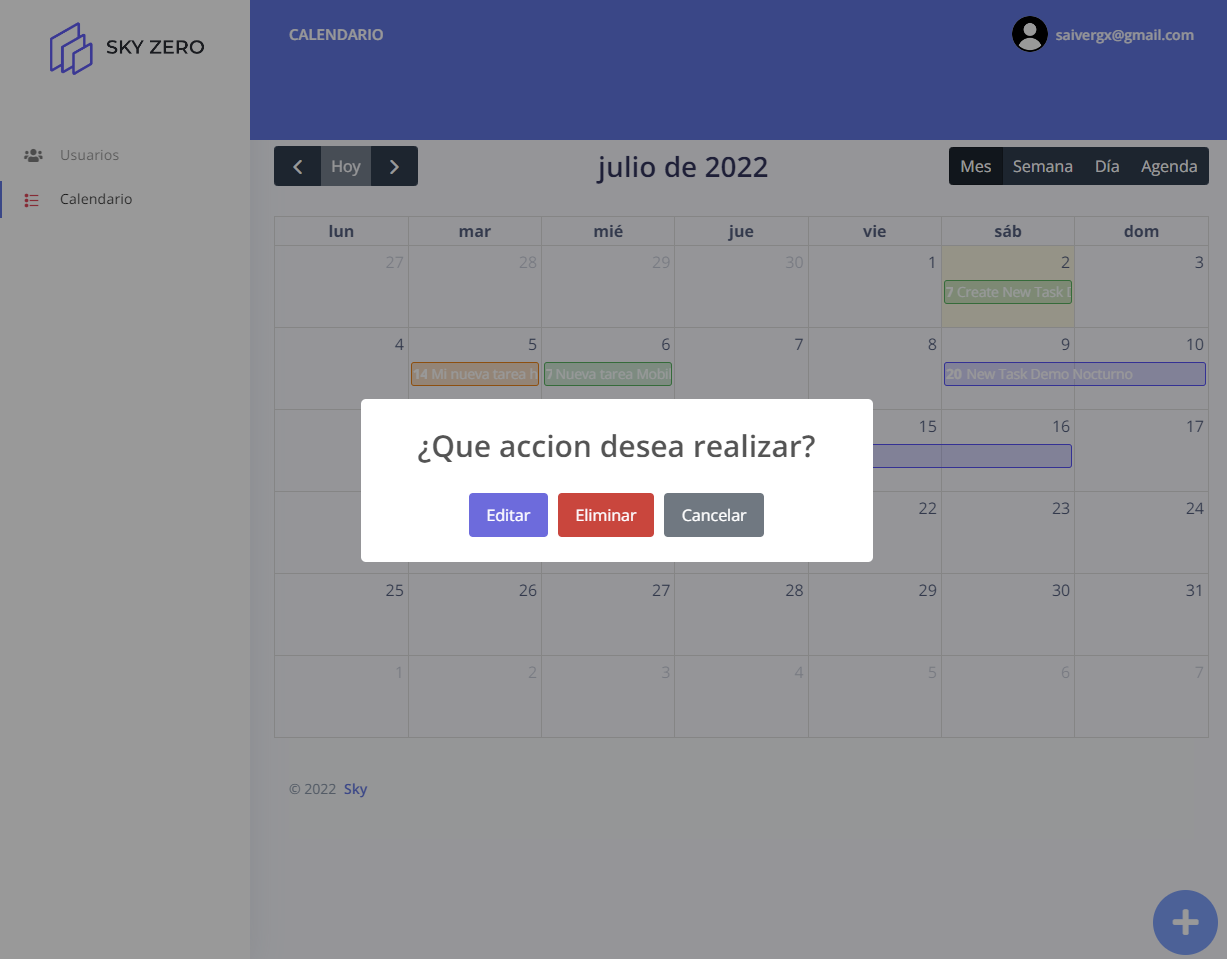 SKY ZERO
CALENDARIO
saivergx@gmail.com
Usuarios
Calendario
Hoy
julio de 2022
Mes Semana Día Agenda
lun mar mié jue vie sáb dom
27 28 29 30 1 2 3
7 Create New Task
4 5 6 7 8 9 10
14 Mi nueva tarea h
7 Nueva tarea Mobil
20 New Task Demo Nocturno
15 16 17
¿Que accion desea realizar?
Editar Eliminar Cancelar
22 23 24
25 26 27 28 29 30 31
1 2 3 4 5 6 7
© 2022 Sky